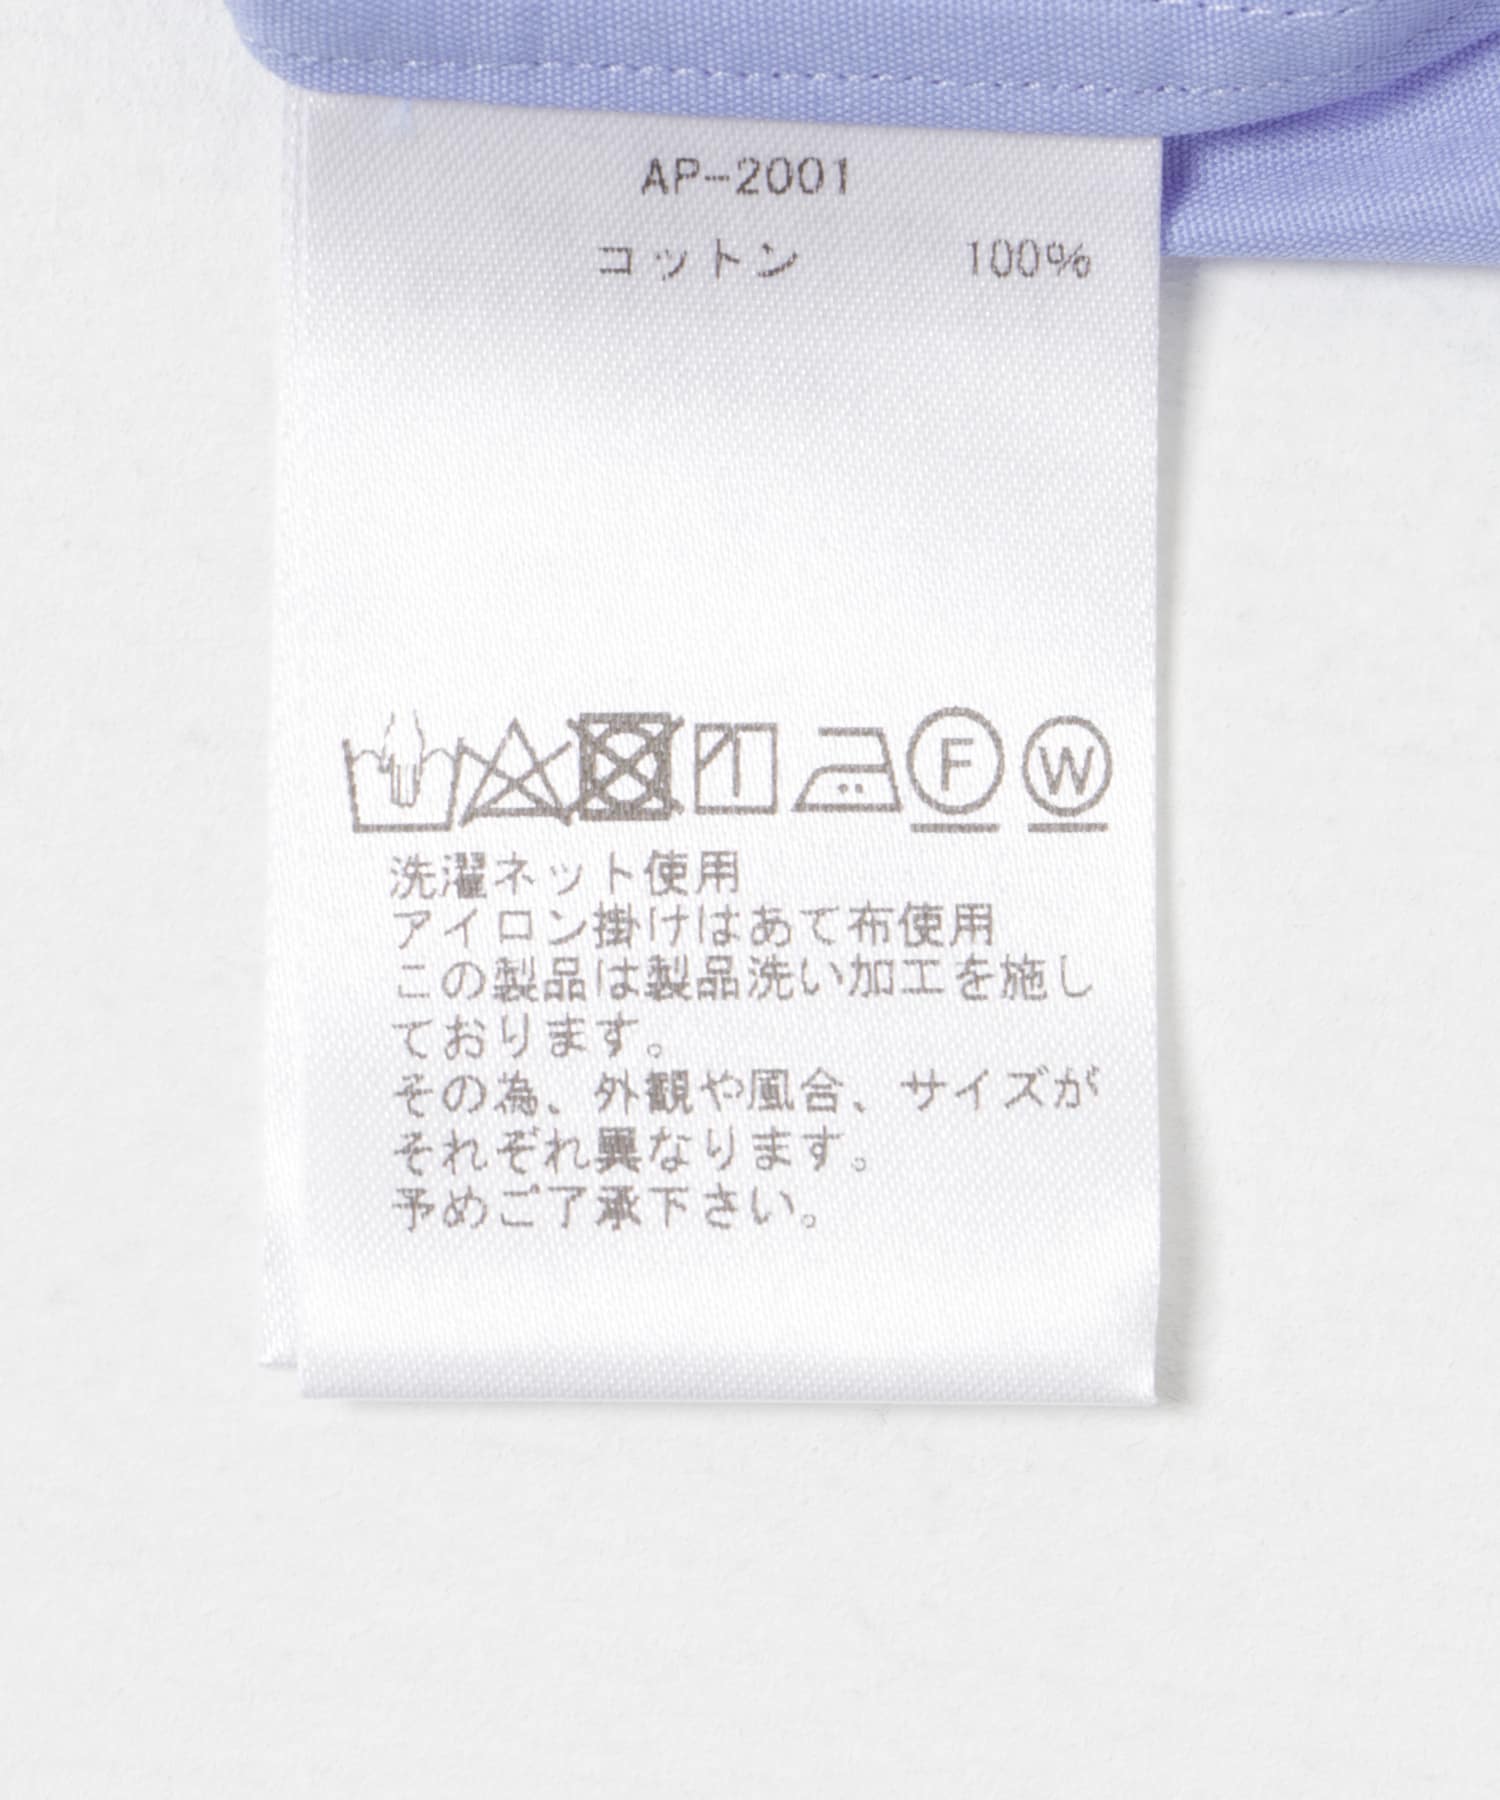 AP-2001
コットン 100%
F W
洗濯ネット使用
アイロン掛けはあて布使用
この製品は製品洗い加工を施し
ております。
その為、外観や風合、サイズが
それぞれ異なります。
予めご了承下さい。